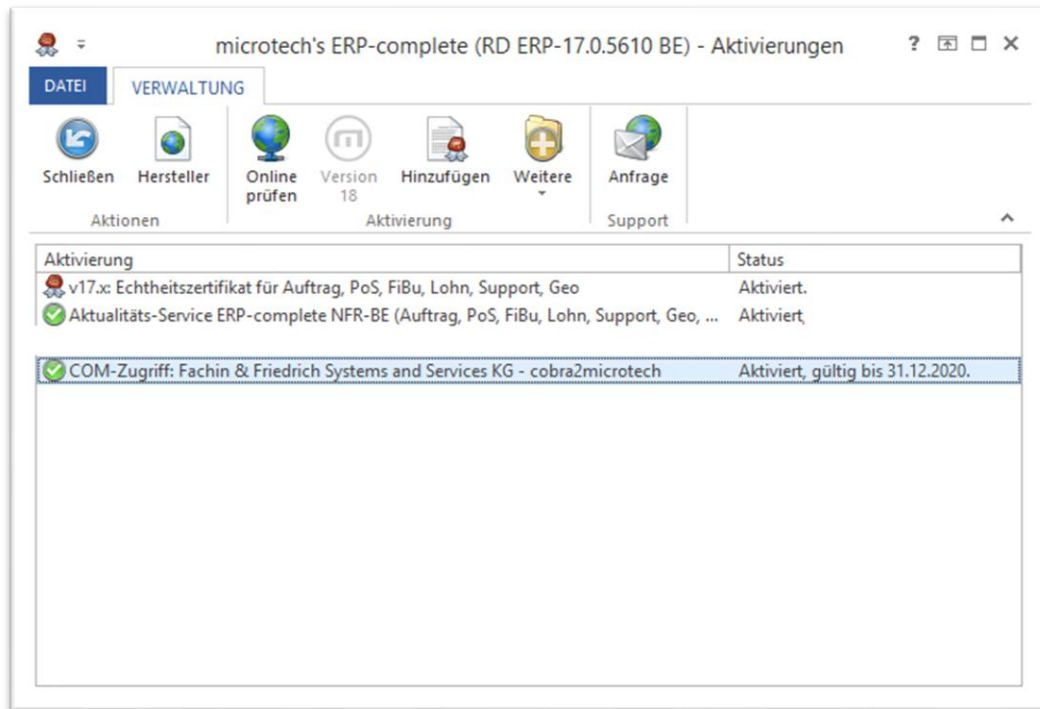 microtech's ERP-complete (RD ERP-17.0.5610 BE) - Aktivierungen ?
DATEI VERWALTUNG
Schließen Hersteller Online prüfen Version 18 Hinzufügen Weitere Anfrage
Aktionen Aktivierung Support
Aktivierung Status
v17.x: Echtheitszertifikat für Auftrag, PoS, FiBu, Lohn, Support, Geo Aktiviert.
Aktualitäts-Service ERP-complete NFR-BE (Auftrag, PoS, FiBu, Lohn, Support, Geo, ... Aktiviert,
COM-Zugriff: Fachin & Friedrich Systems and Services KG - cobra2microtech Aktiviert, gültig bis 31.12.2020.